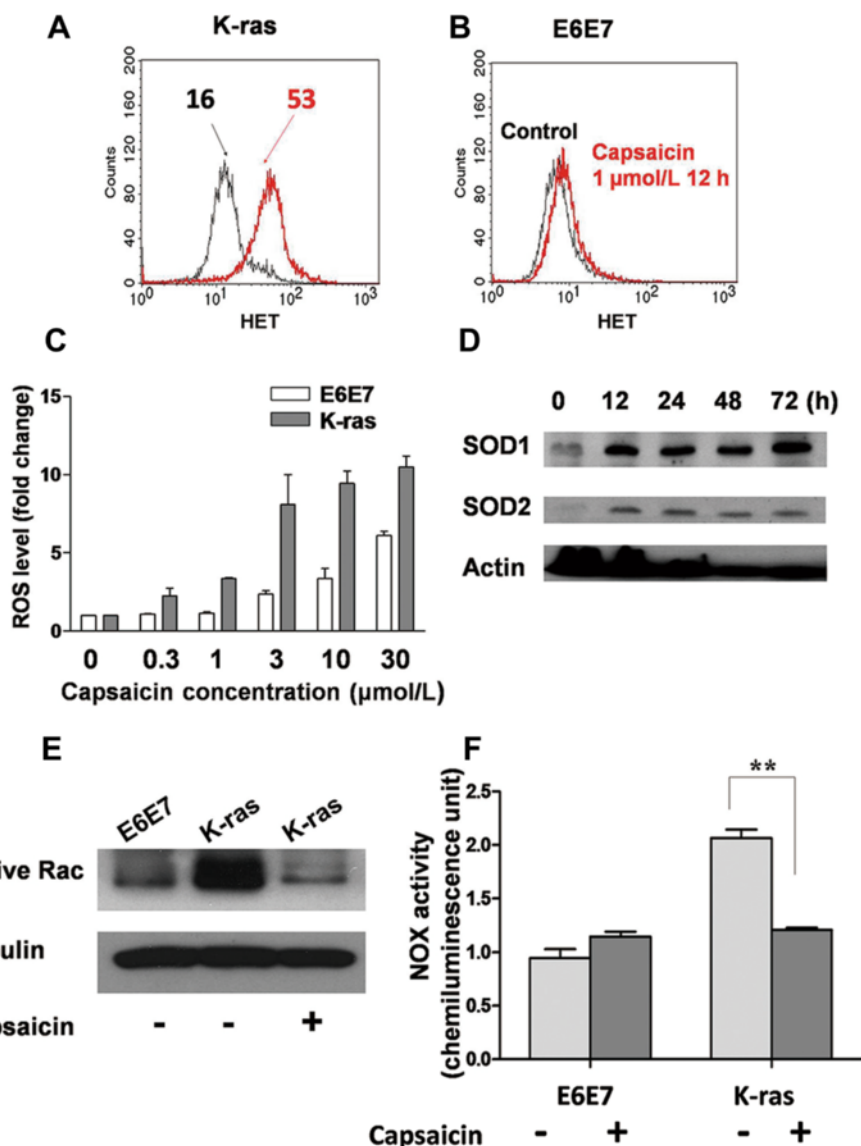 A
K-ras
200
160
120
80
40
0
Counts
16
53
10⁰ 10¹ 10² 10³
HET
B
E6E7
200
160
120
80
40
0
Counts
Control
Capsaicin
1 µmol/L 12 h
10⁰ 10¹ 10² 10³
HET
C
ROS level (fold change)
15
10
5
0
E6E7
K-ras
0 0.3 1 3 10 30
Capsaicin concentration (µmol/L)
D
0 12 24 48 72 (h)
SOD1
SOD2
Actin
E
E6E7 K-ras K-ras
ive Rac
ulin
psaicin - - +
F
NOX activity
(chemiluminescence unit)
2.5
2.0
1.5
1.0
0.5
0.0
**
E6E7 K-ras
Capsaicin - + - +